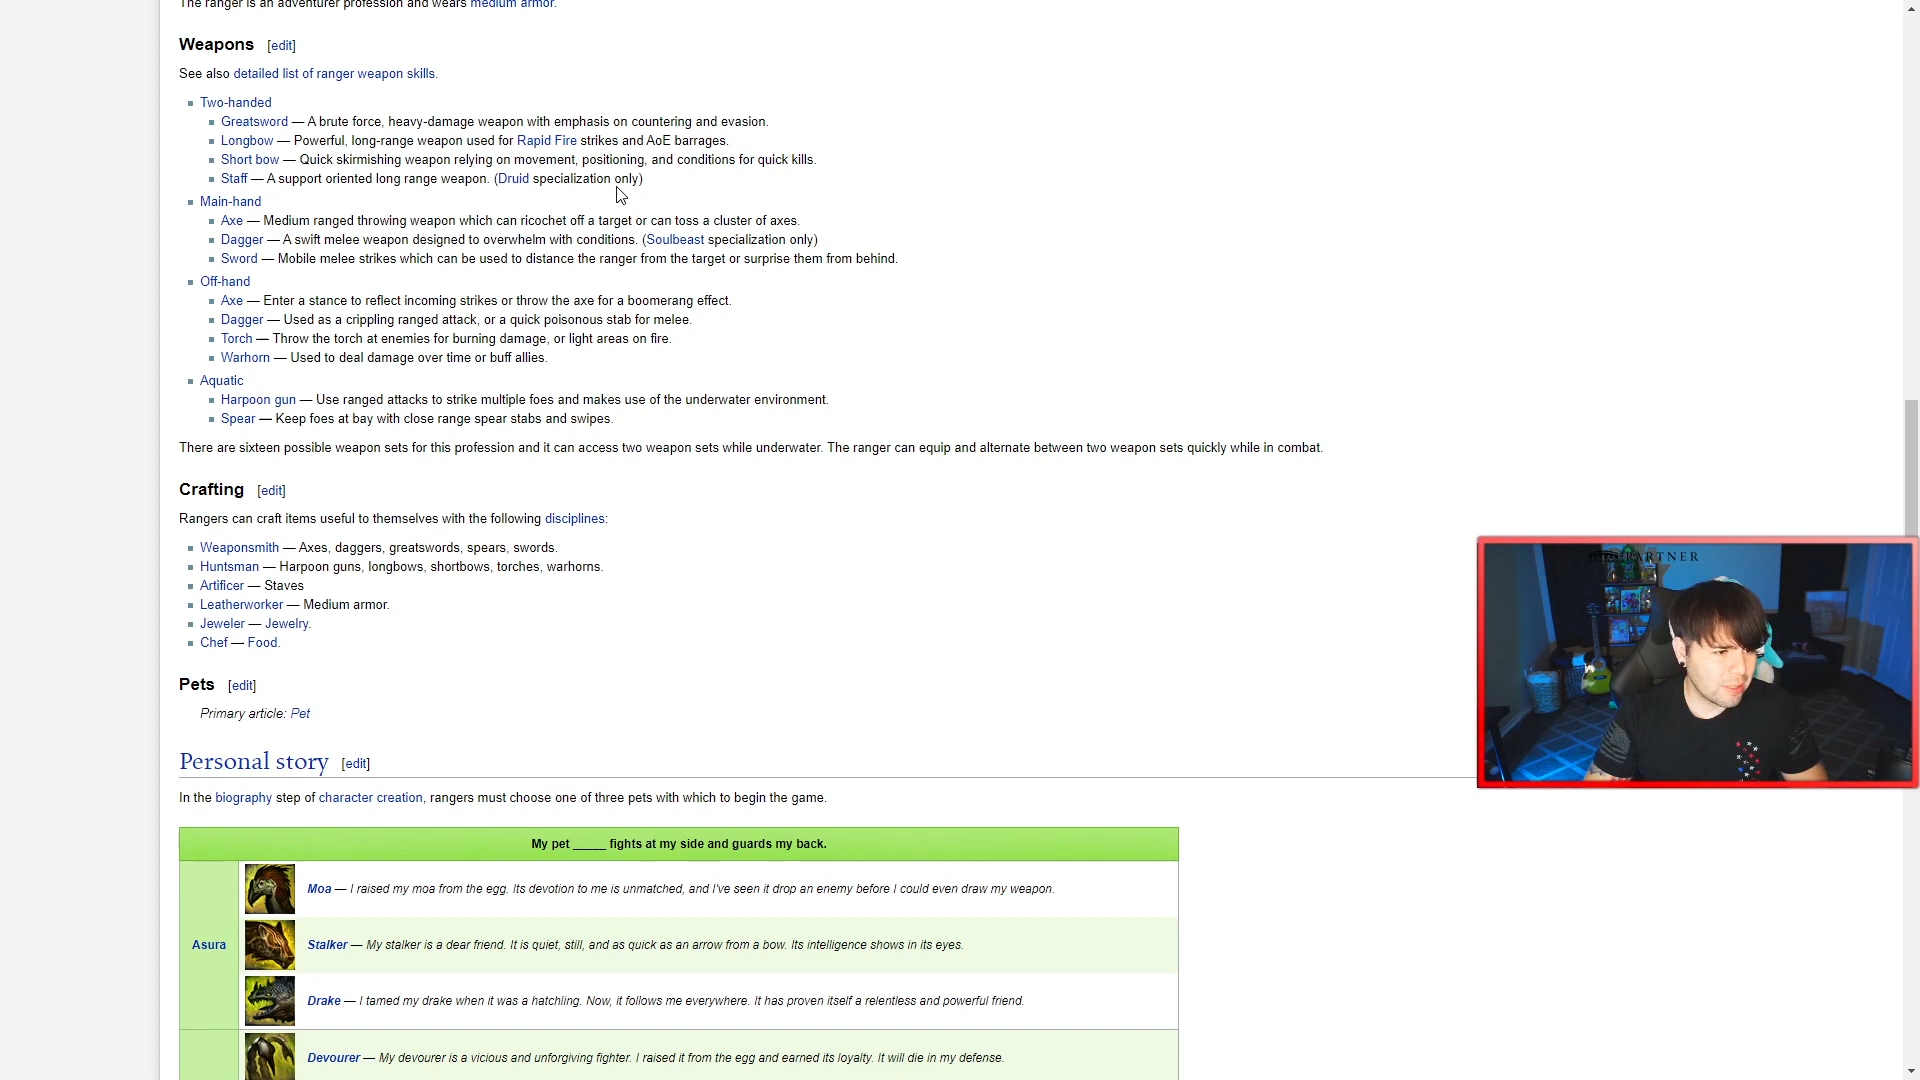 The ranger is an adventurer profession and wears medium armor.
Weapons [edit]
See also detailed list of ranger weapon skills.
Two-handed
Greatsword — A brute force, heavy-damage weapon with emphasis on countering and evasion.
Longbow — Powerful, long-range weapon used for Rapid Fire strikes and AoE barrages.
Short bow — Quick skirmishing weapon relying on movement, positioning, and conditions for quick kills.
Staff — A support oriented long range weapon. (Druid specialization only)
Main-hand
Axe — Medium ranged throwing weapon which can ricochet off a target or can toss a cluster of axes.
Dagger — A swift melee weapon designed to overwhelm with conditions. (Soulbeast specialization only)
Sword — Mobile melee strikes which can be used to distance the ranger from the target or surprise them from behind.
Off-hand
Axe — Enter a stance to reflect incoming strikes or throw the axe for a boomerang effect.
Dagger — Used as a crippling ranged attack, or a quick poisonous stab for melee.
Torch — Throw the torch at enemies for burning damage, or light areas on fire.
Warhorn — Used to deal damage over time or buff allies.
Aquatic
Harpoon gun — Use ranged attacks to strike multiple foes and makes use of the underwater environment.
Spear — Keep foes at bay with close range spear stabs and swipes.
There are sixteen possible weapon sets for this profession and it can access two weapon sets while underwater. The ranger can equip and alternate between two weapon sets quickly while in combat.
Crafting [edit]
Rangers can craft items useful to themselves with the following disciplines:
Weaponsmith — Axes, daggers, greatswords, spears, swords.
Huntsman — Harpoon guns, longbows, shortbows, torches, warhorns.
Artificer — Staves
Leatherworker — Medium armor.
Jeweler — Jewelry.
Chef — Food.
Pets [edit]
Primary article: Pet
Personal story [edit]
In the biography step of character creation, rangers must choose one of three pets with which to begin the game.
My pet _____ fights at my side and guards my back.
Moa — I raised my moa from the egg. Its devotion to me is unmatched, and I've seen it drop an enemy before I could even draw my weapon.
Asura
Stalker — My stalker is a dear friend. It is quiet, still, and as quick as an arrow from a bow. Its intelligence shows in its eyes.
Drake — I tamed my drake when it was a hatchling. Now, it follows me everywhere. It has proven itself a relentless and powerful friend.
Devourer — My devourer is a vicious and unforgiving fighter. I raised it from the egg and earned its loyalty. It will die in my defense.
PARTNER